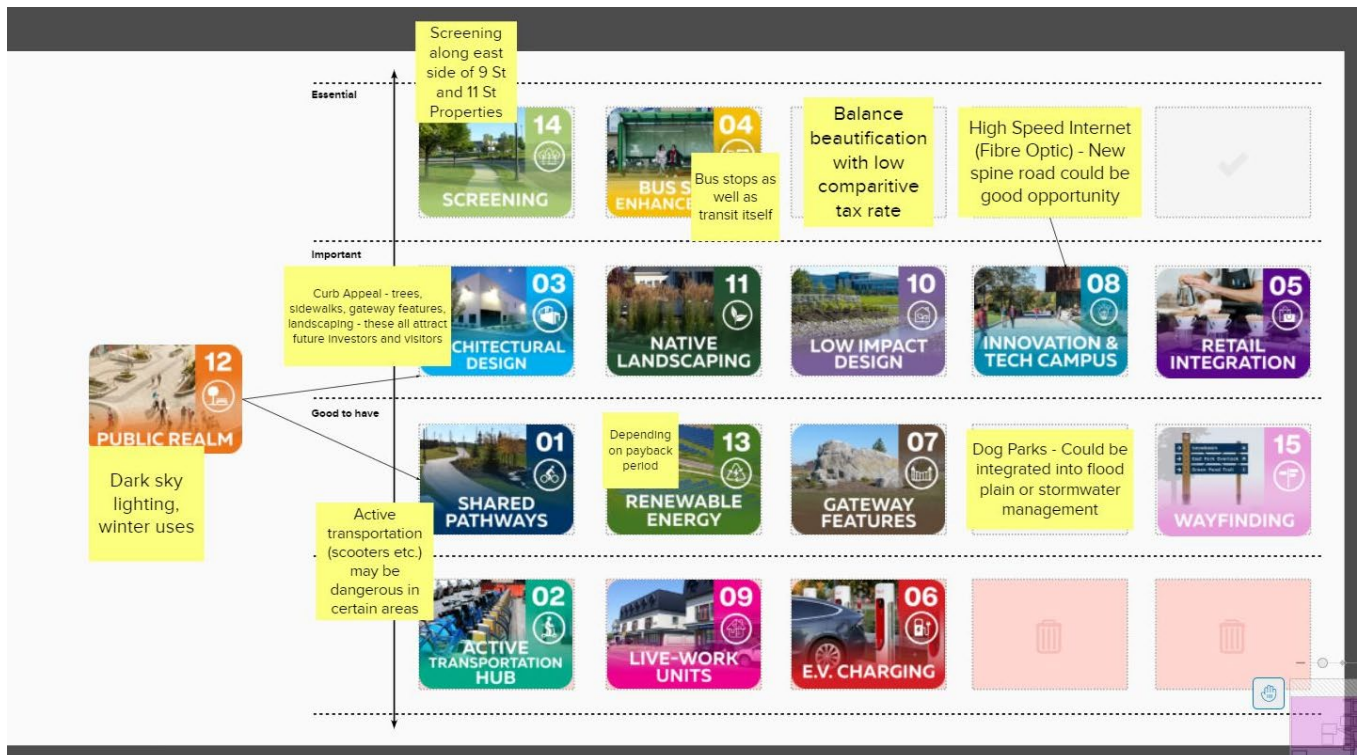 Screening
along east
side of 9 St
and 11 St
Properties
Essential
14
SCREENING
04
BUS S
ENHANCE
Bus stops as
well as
transit itself
Balance
beautification
with low
comparitive
tax rate
High Speed Internet
(Fibre Optic) - New
spine road could be
good opportunity
Important
Curb Appeal - trees,
sidewalks, gateway features,
landscaping - these all attract
future investors and visitors
03
CHITECTURAL
DESIGN
11
NATIVE
LANDSCAPING
10
LOW IMPACT
DESIGN
08
INNOVATION &
TECH CAMPUS
05
RETAIL
INTEGRATION
12
PUBLIC REALM
Dark sky
lighting,
winter uses
Good to have
01
SHARED
PATHWAYS
Depending
on payback
period
13
RENEWABLE
ENERGY
07
GATEWAY
FEATURES
Dog Parks - Could be
integrated into flood
plain or stormwater
management
15
WAYFINDING
Active
transportation
(scooters etc.)
may be
dangerous in
certain areas
02
ACTIVE
TRANSPORTATION
HUB
09
LIVE-WORK
UNITS
06
E.V. CHARGING